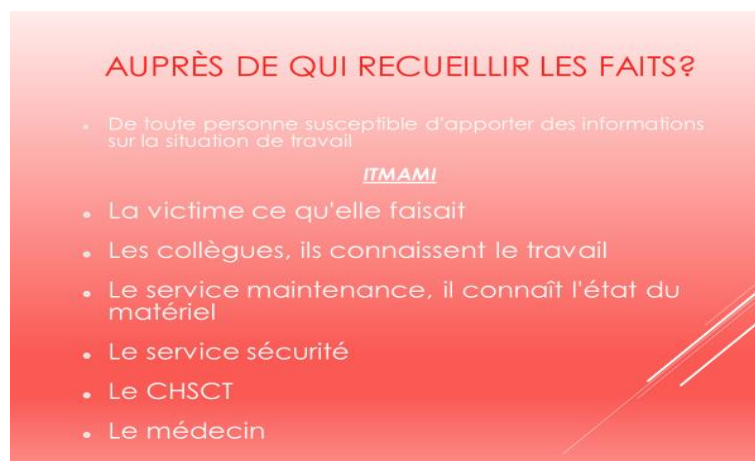 AUPRÈS DE QUI RECUEILLIR LES FAITS?
De toute personne susceptible d'apporter des informations
sur la situation de travail
ITMAMI
La victime ce qu'elle faisait
Les collègues, ils connaissent le travail
Le service maintenance, il connaît l'état du
matériel
Le service sécurité
Le CHSCT
Le médecin